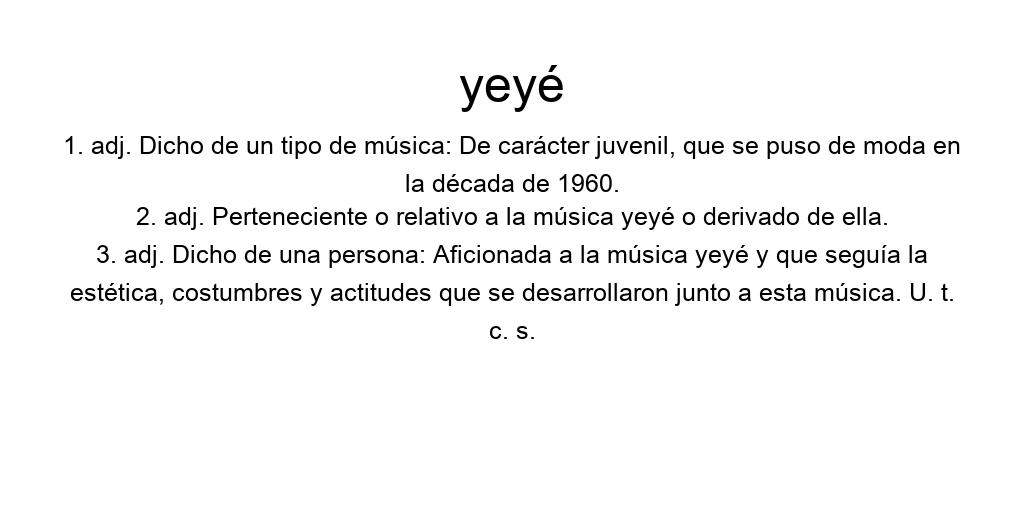 yeyé
1. adj. Dicho de un tipo de música: De carácter juvenil, que se puso de moda en
la década de 1960.
2. adj. Perteneciente o relativo a la música yeyé o derivado de ella.
3. adj. Dicho de una persona: Aficionada a la música yeyé y que seguía la
estética, costumbres y actitudes que se desarrollaron junto a esta música. U. t.
c. s.